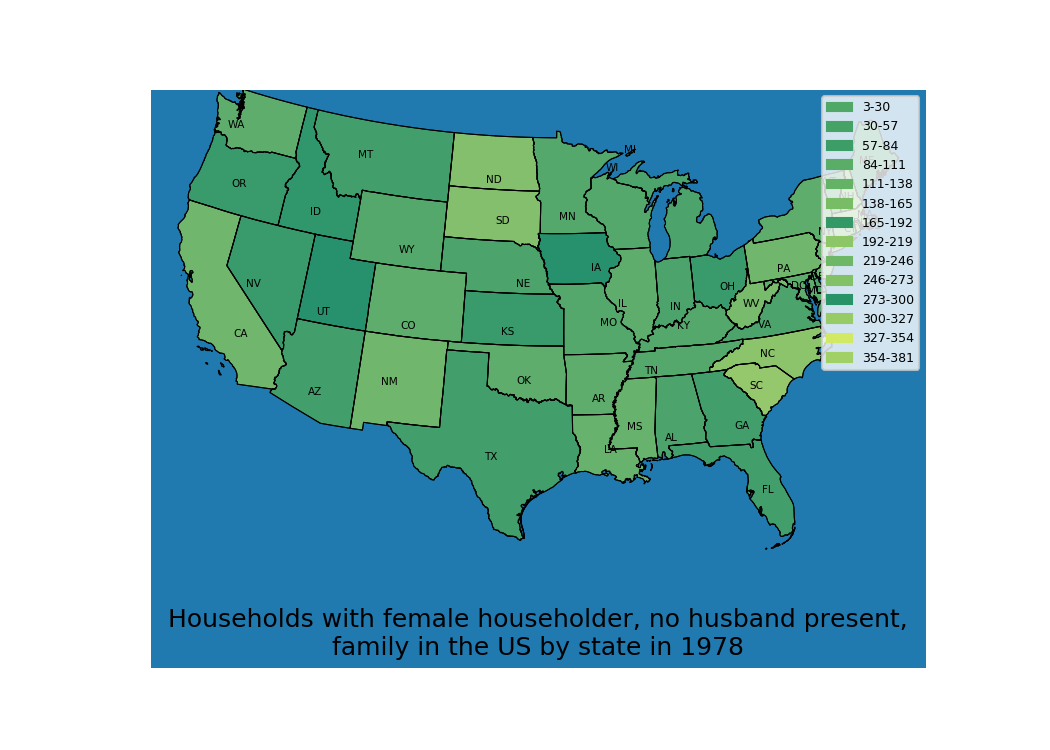 WA
MT
ND
MN
WI
MI
OR
ID
SD
WY
NE
IA
NV
UT
CO
KS
MO
IL
IN
OH
PA
WV
KY
VA
DC
CA
AZ
NM
OK
AR
TN
NC
SC
TX
LA
MS
AL
GA
FL
3-30
30-57
57-84
84-111
111-138
138-165
165-192
192-219
219-246
246-273
273-300
300-327
327-354
354-381
Households with female householder, no husband present,
family in the US by state in 1978